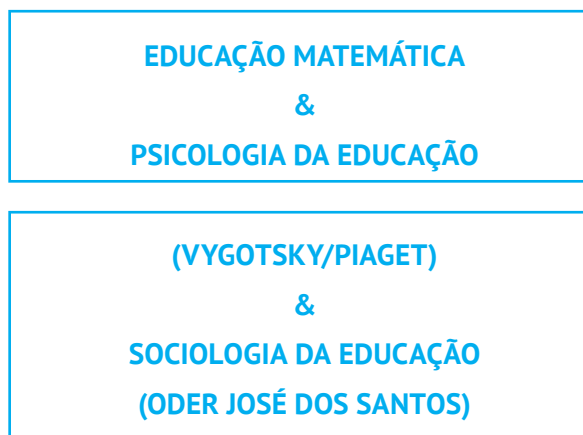 EDUCAÇÃO MATEMÁTICA
&
PSICOLOGIA DA EDUCAÇÃO
(VYGOTSKY/PIAGET)
&
SOCIOLOGIA DA EDUCAÇÃO
(ODER JOSÉ DOS SANTOS)